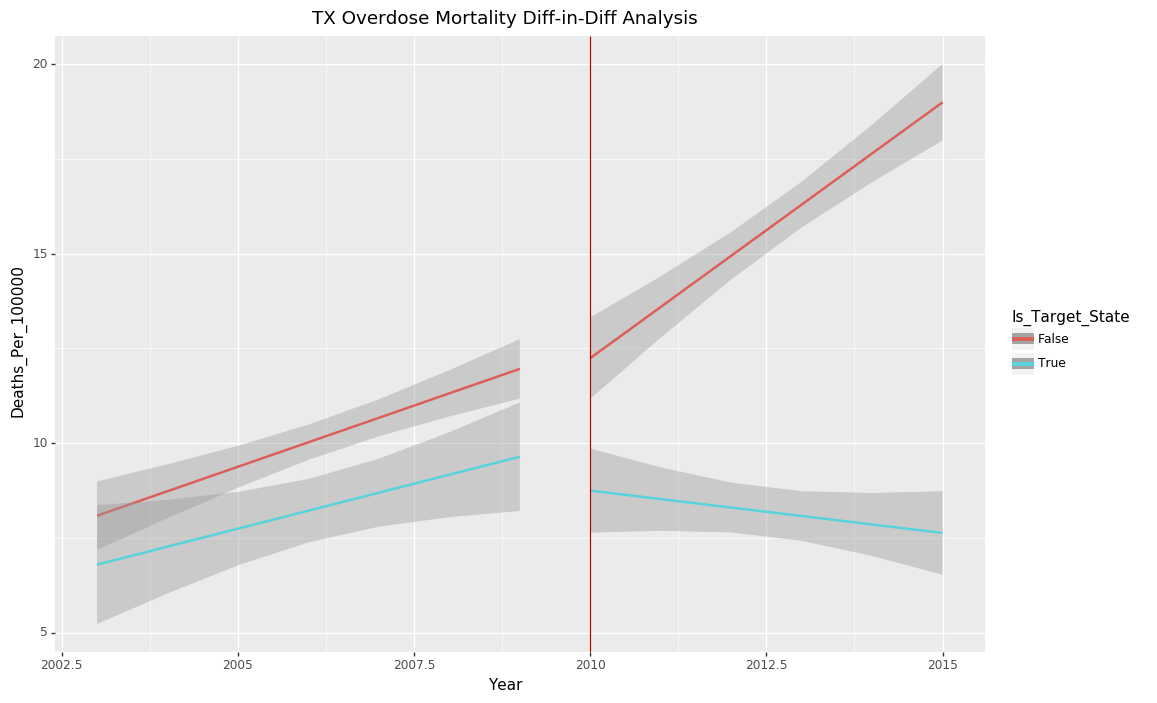 TX Overdose Mortality Diff-in-Diff Analysis
20
15
10
5
Deaths_Per_100000
2002.5 2005 2007.5 2010 2012.5 2015
Year
Is_Target_State
False
True